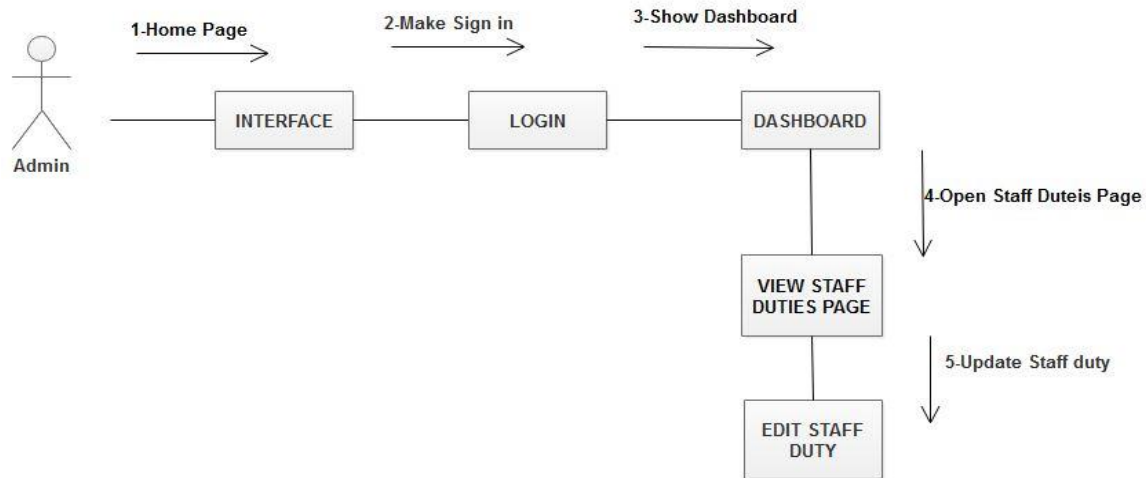 1-Home Page
2-Make Sign in
3-Show Dashboard
INTERFACE
LOGIN
DASHBOARD
Admin
4-Open Staff Duteis Page
VIEW STAFF
DUTIES PAGE
5-Update Staff duty
EDIT STAFF
DUTY